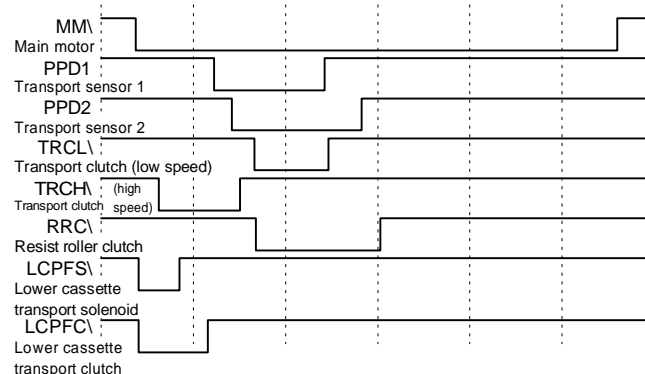 MM\
Main motor
PPD1
Transport sensor 1
PPD2
Transport sensor 2
TRCL\
Transport clutch (low speed)
TRCH\ (high
Transport clutch speed)
RRC\
Resist roller clutch
LCPFS\
Lower cassette
transport solenoid
LCPFC\
Lower cassette
transport clutch